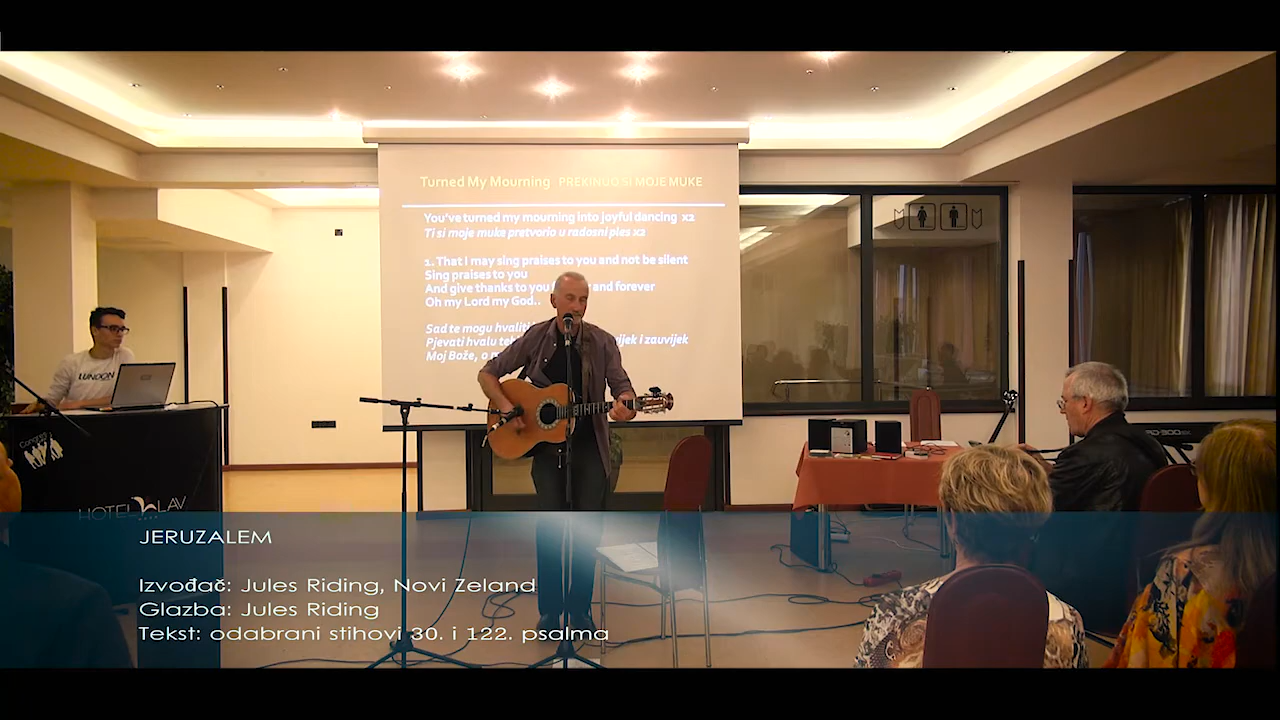 Turned My Mourning PREKINUO SI MOJE MUKE
You've turned my mourning into joyful dancing x2
Ti si moje muke pretvorio u radosni ples x2
1. That I may sing praises to you and not be silent
Sing praises to you
And give thanks to you and forever
Oh my Lord my God..
Sad te mogu hvaliti
Pjevati hvalu zauvijek
Moj Bože, o
LONDON
HOTEL LAV
RD-300SX
JERUZALEM
Izvođač: Jules Riding, Novi Zeland
Glazba: Jules Riding
Tekst: odabrani stihovi 30. i 122. psalma